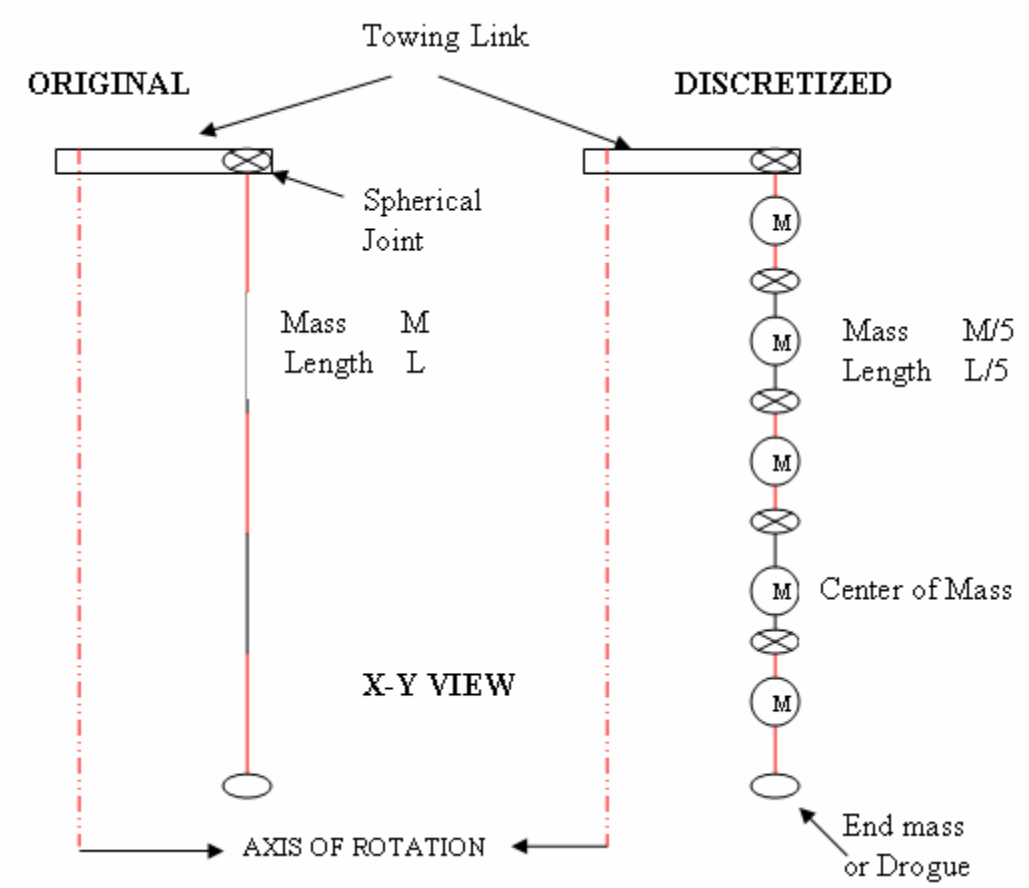 Towing Link
ORIGINAL
DISCRETIZED
Spherical
Joint
M
Mass M
Length L
M
Mass M/5
Length L/5
M
M
Center of Mass
X-Y VIEW
M
End mass
or Drogue
AXIS OF ROTATION